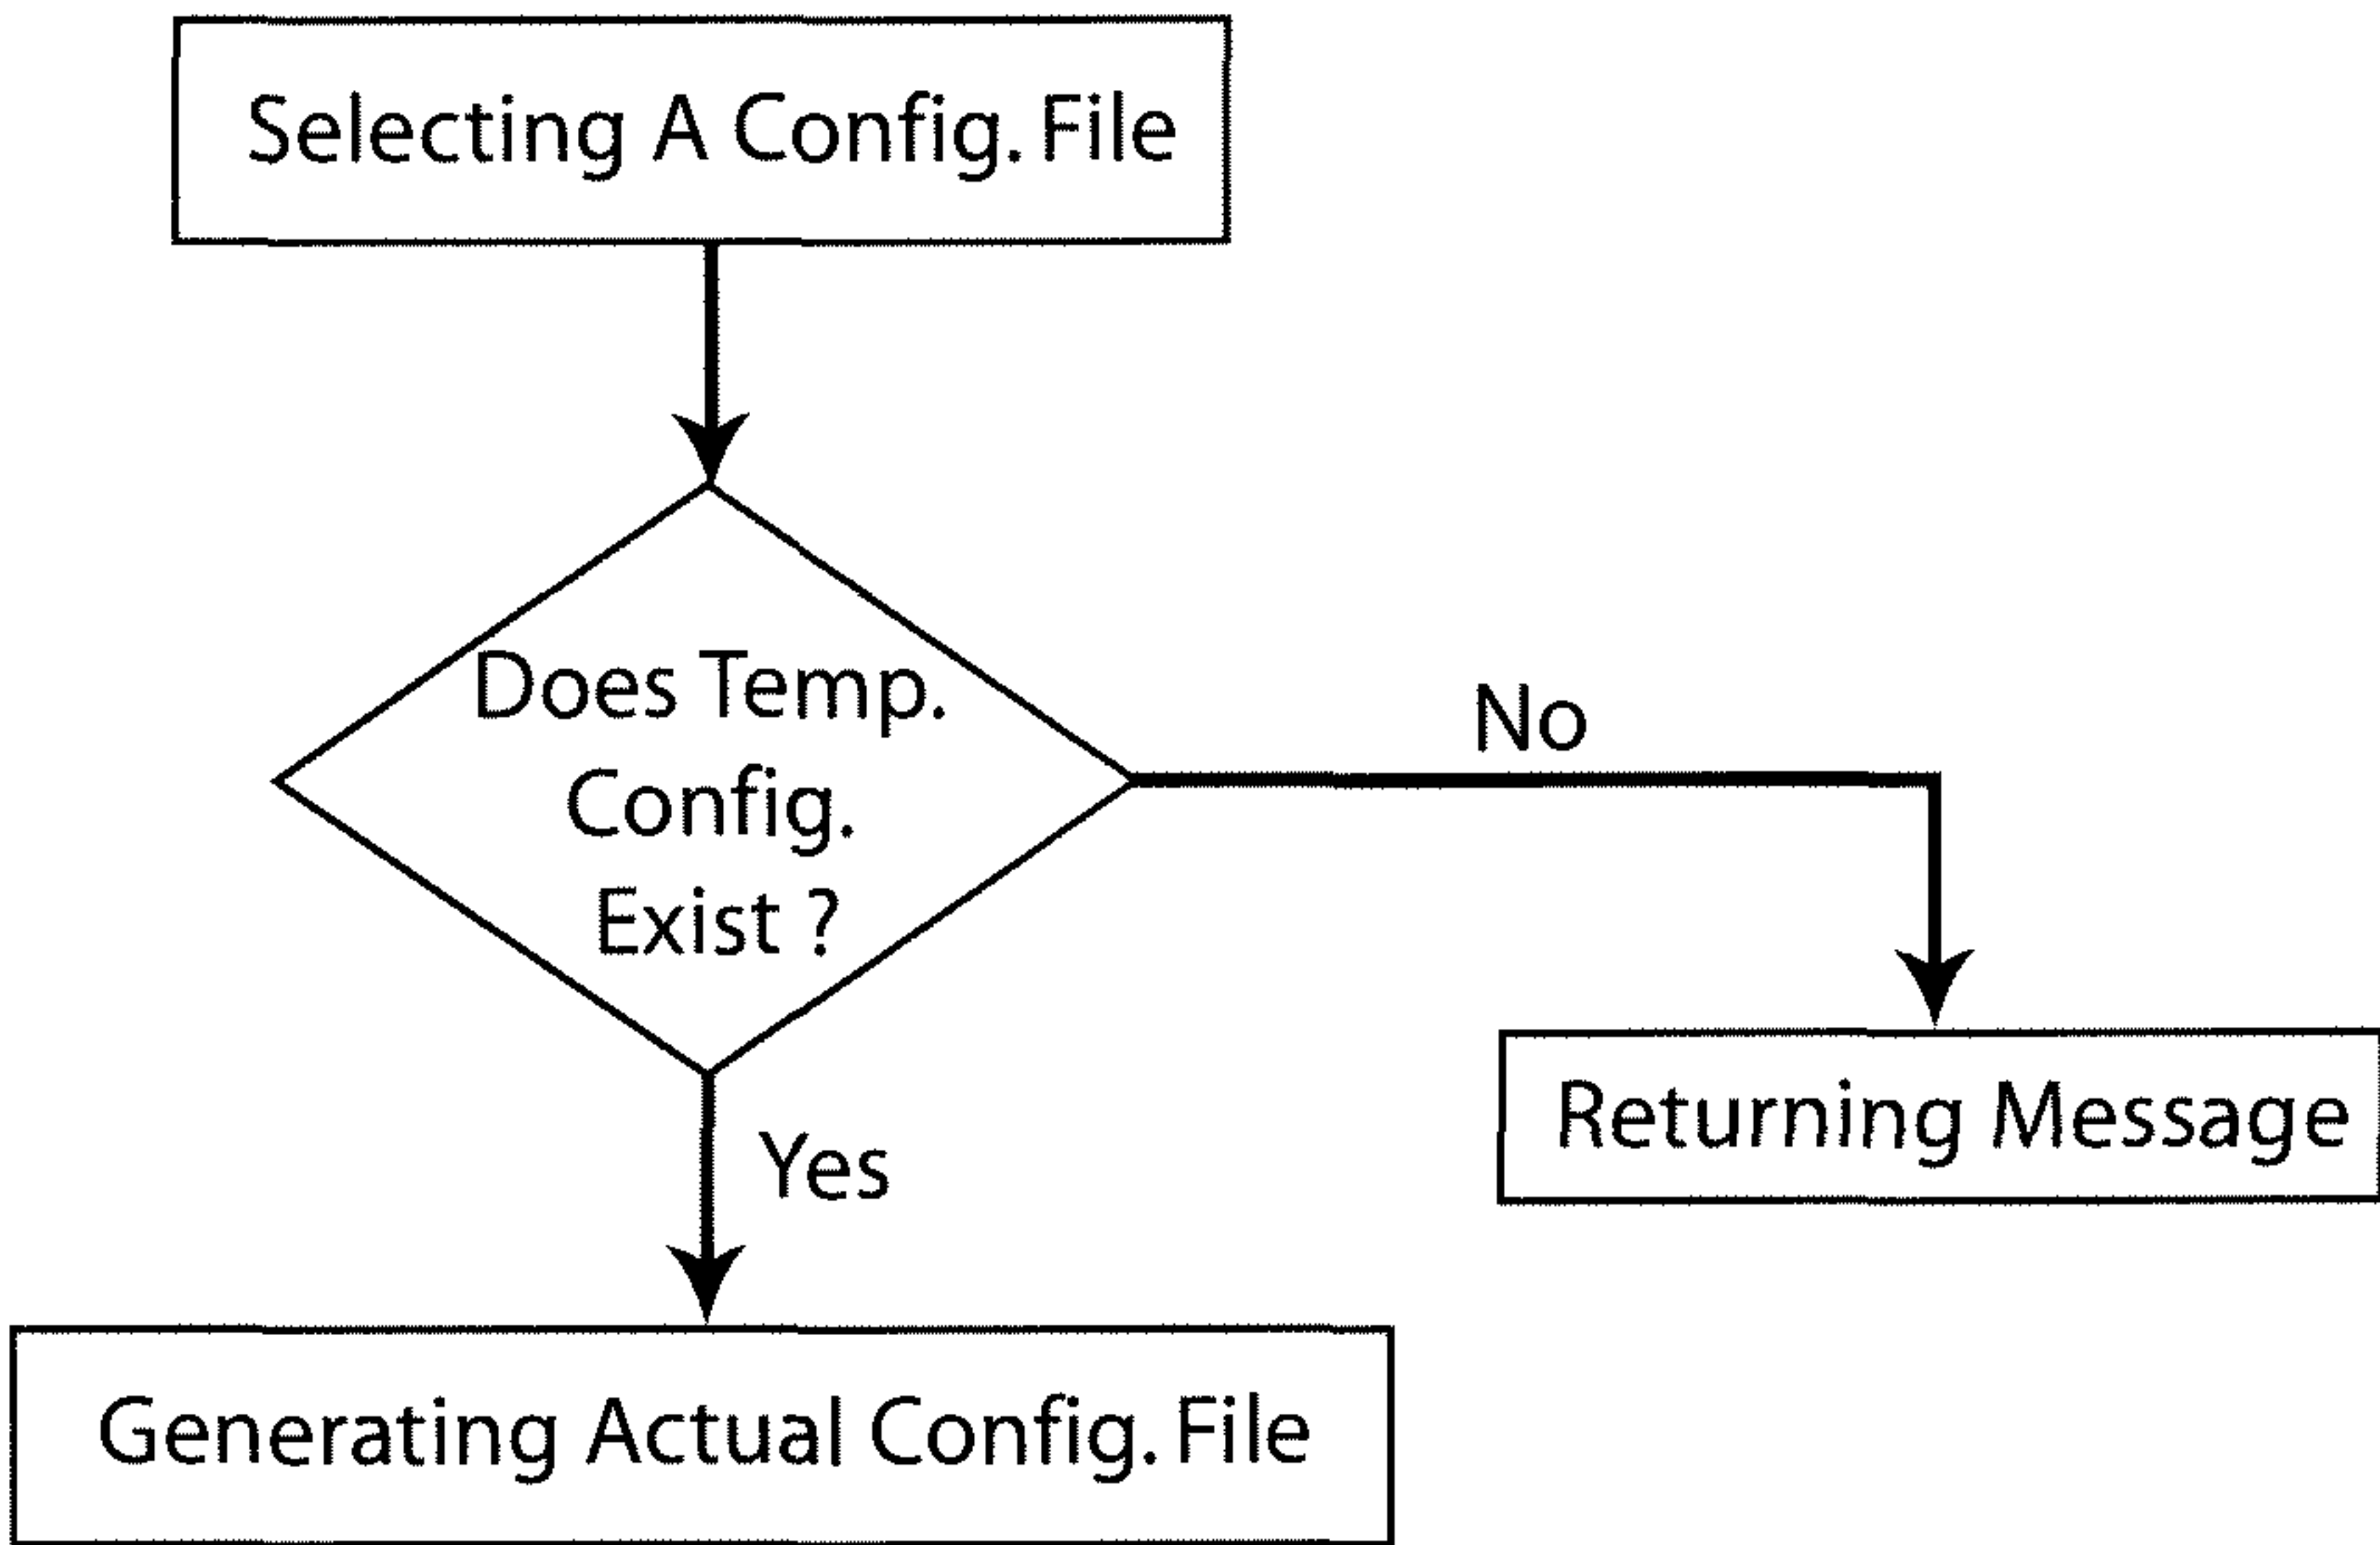 Selecting A Config. File
Does Temp.
Config.
Exist ?
No
Yes
Returning Message
Generating Actual Config. File